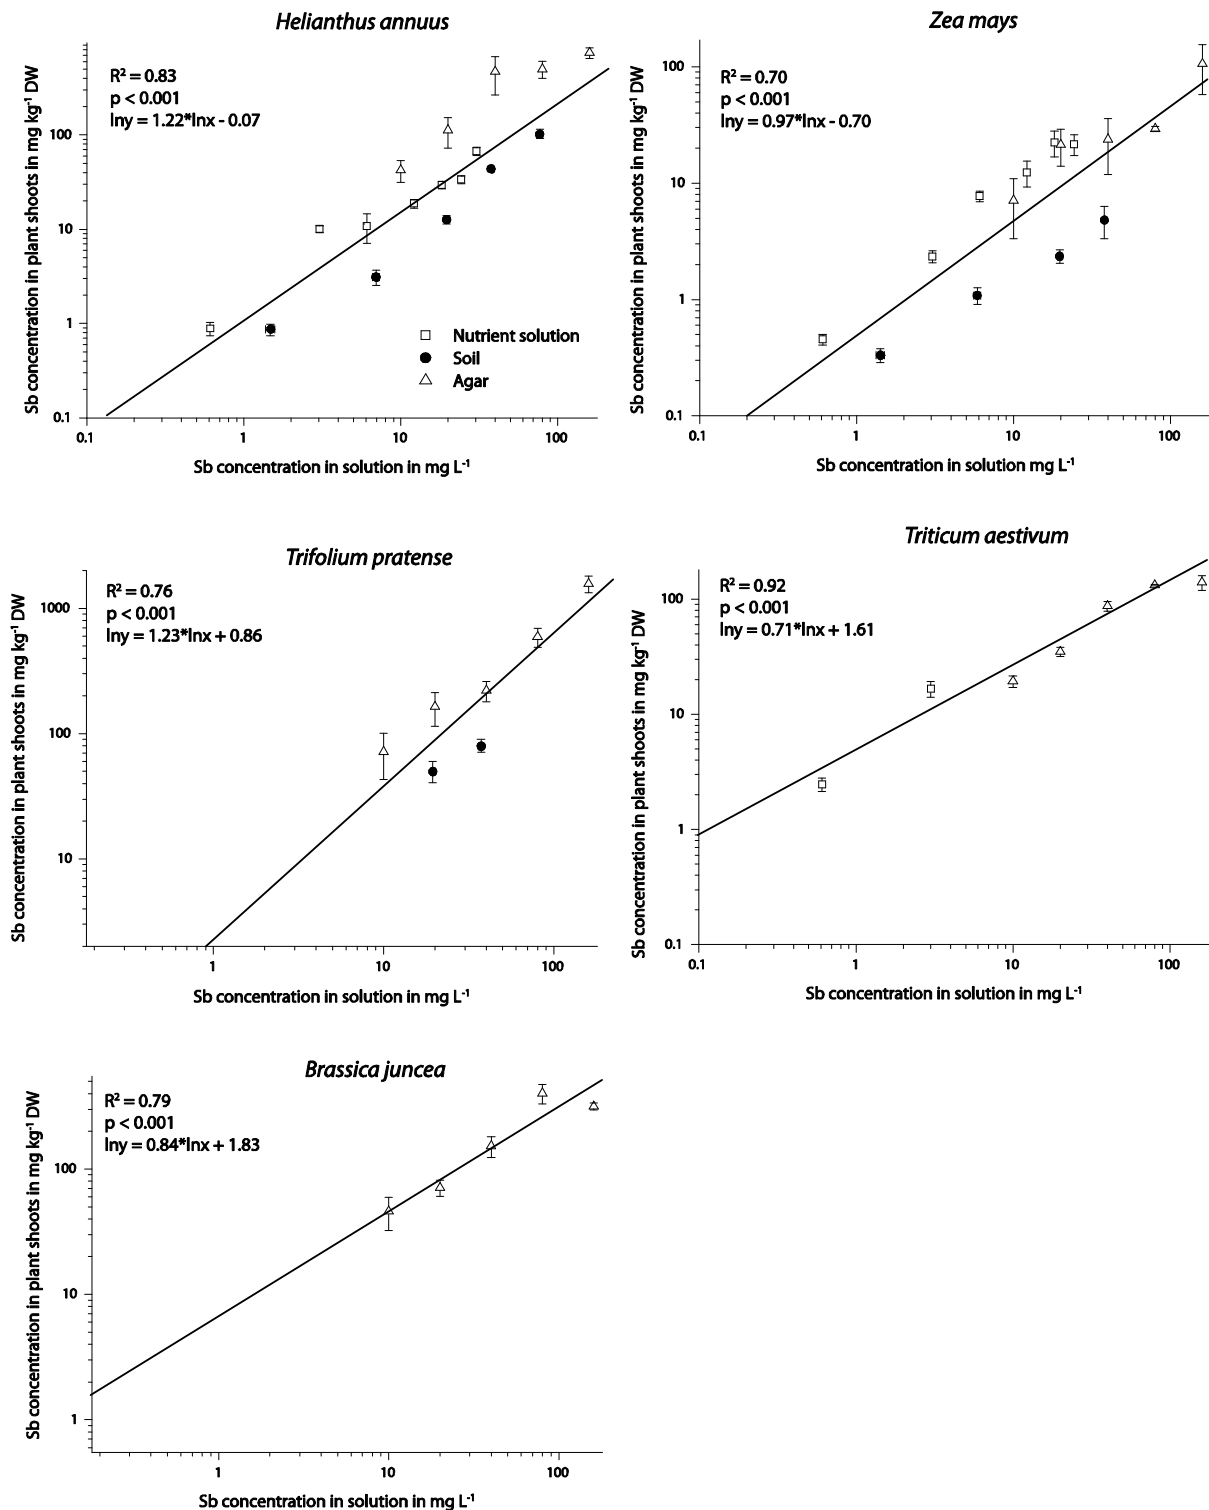 Helianthus annuus
Sb concentration in plant shoots in mg kg⁻¹ DW
R² = 0.83
p < 0.001
lny = 1.22*lnx - 0.07
100
10
1
0.1
Nutrient solution
Soil
Agar
0.1 1 10 100
Sb concentration in solution in mg L⁻¹
Zea mays
Sb concentration in plant shoots in mg kg⁻¹ DW
R² = 0.70
p < 0.001
lny = 0.97*lnx - 0.70
100
10
1
0.1
0.1 1 10 100
Sb concentration in solution mg L⁻¹
Trifolium pratense
Sb concentration in plant shoots in mg kg⁻¹ DW
R² = 0.76
p < 0.001
lny = 1.23*lnx + 0.86
1000
100
10
1 10 100
Sb concentration in solution in mg L⁻¹
Triticum aestivum
Sb concentration in plant shoots in mg kg⁻¹ DW
R² = 0.92
p < 0.001
lny = 0.71*lnx + 1.61
100
10
1
0.1
0.1 1 10 100
Sb concentration in solution in mg L⁻¹
Brassica juncea
Sb concentration in plant shoots in mg kg⁻¹ DW
R² = 0.79
p < 0.001
lny = 0.84*lnx + 1.83
100
10
1
1 10 100
Sb concentration in solution in mg L⁻¹